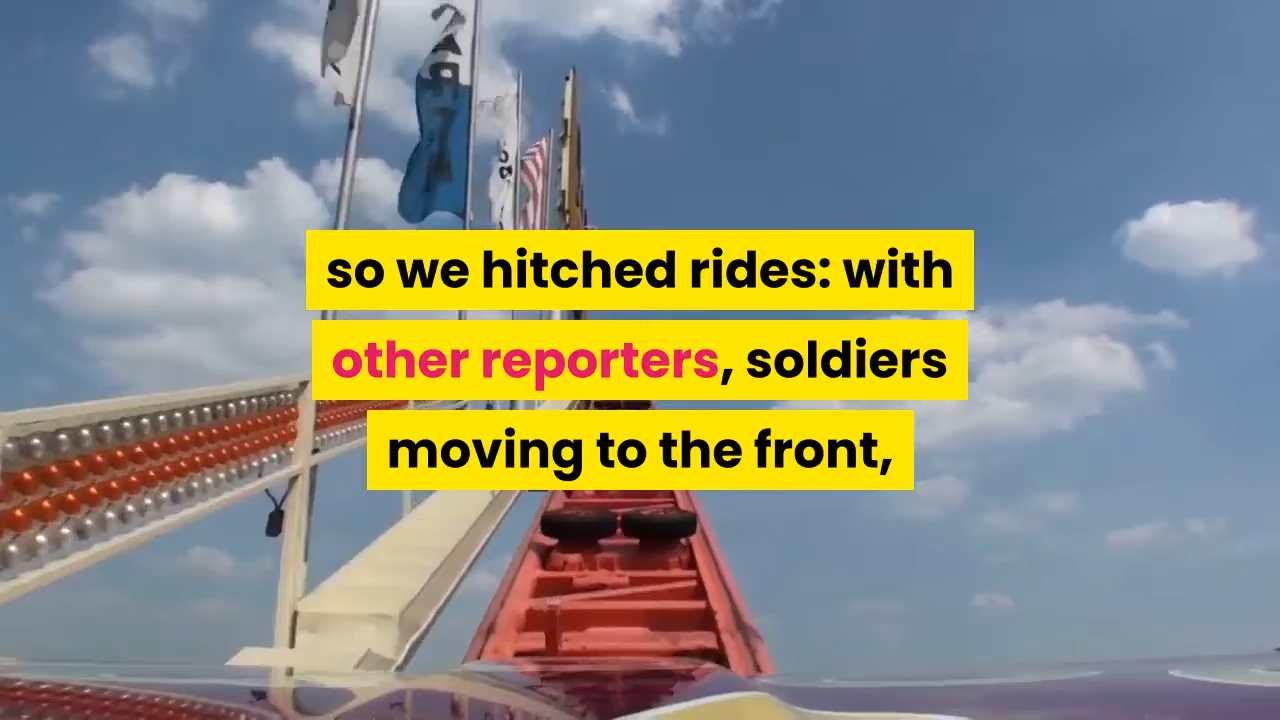 so we hitched rides: with
other reporters, soldiers
moving to the front,